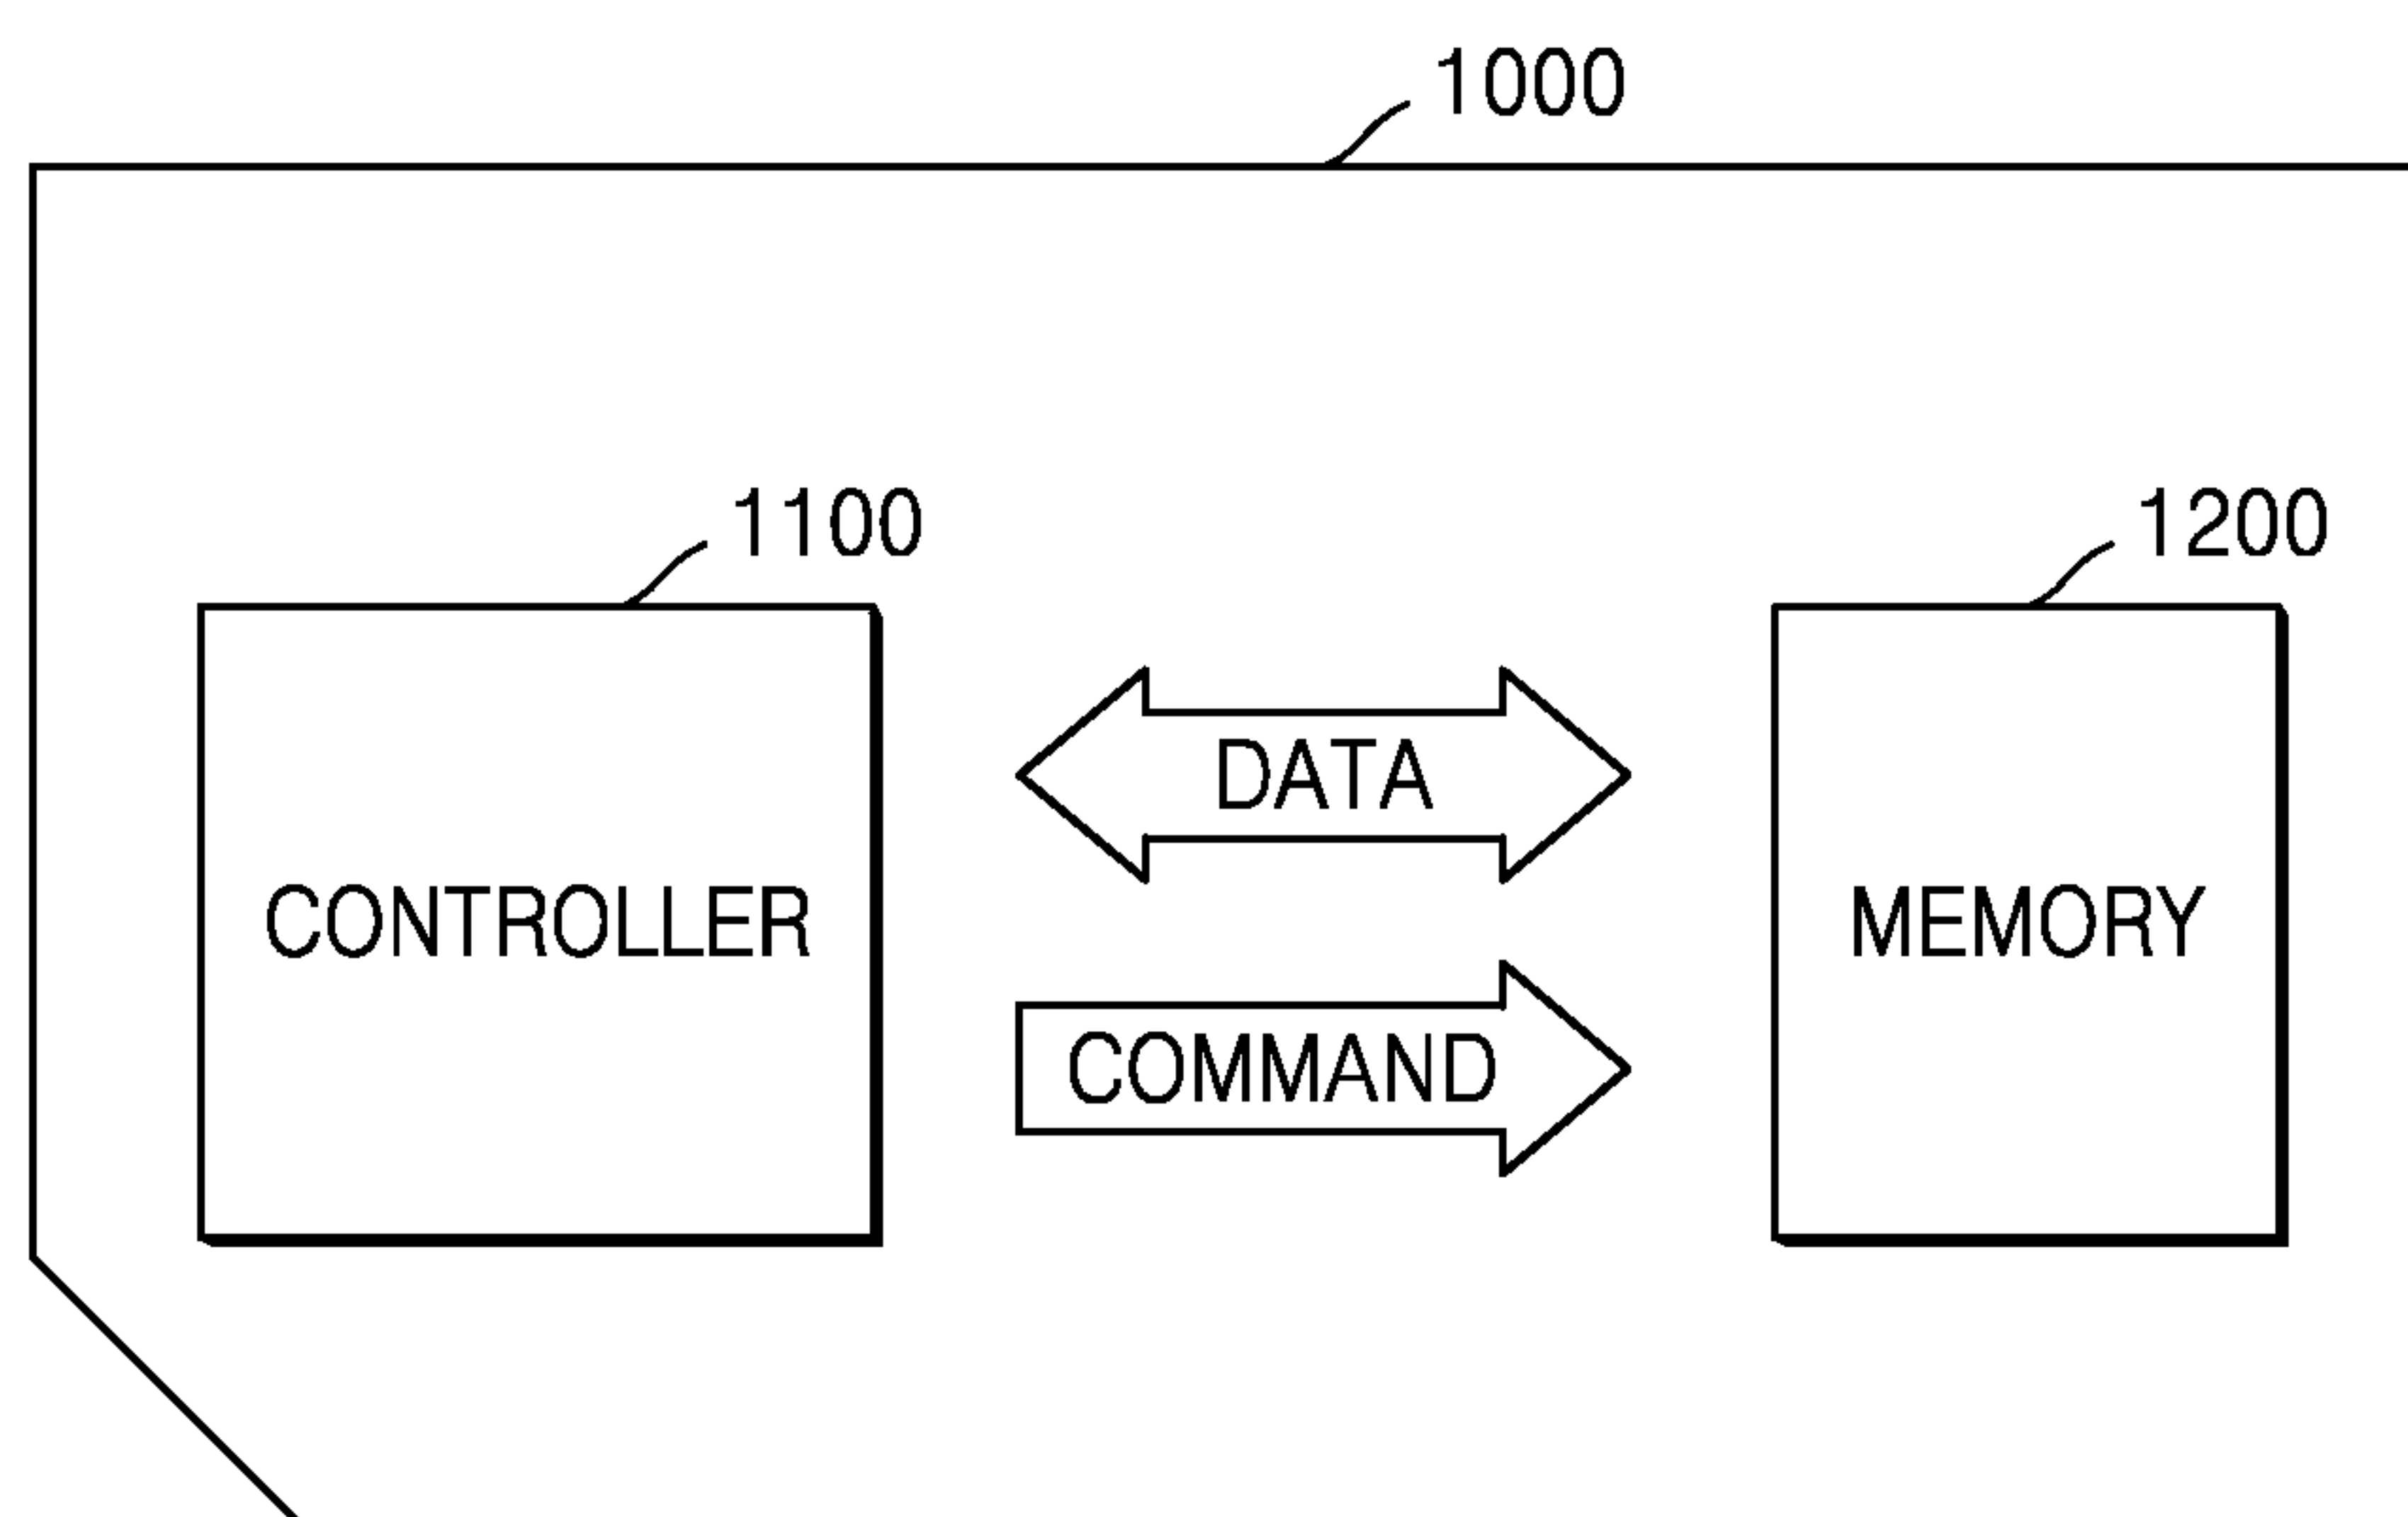 1000
1100
1200
DATA
CONTROLLER
MEMORY
COMMAND